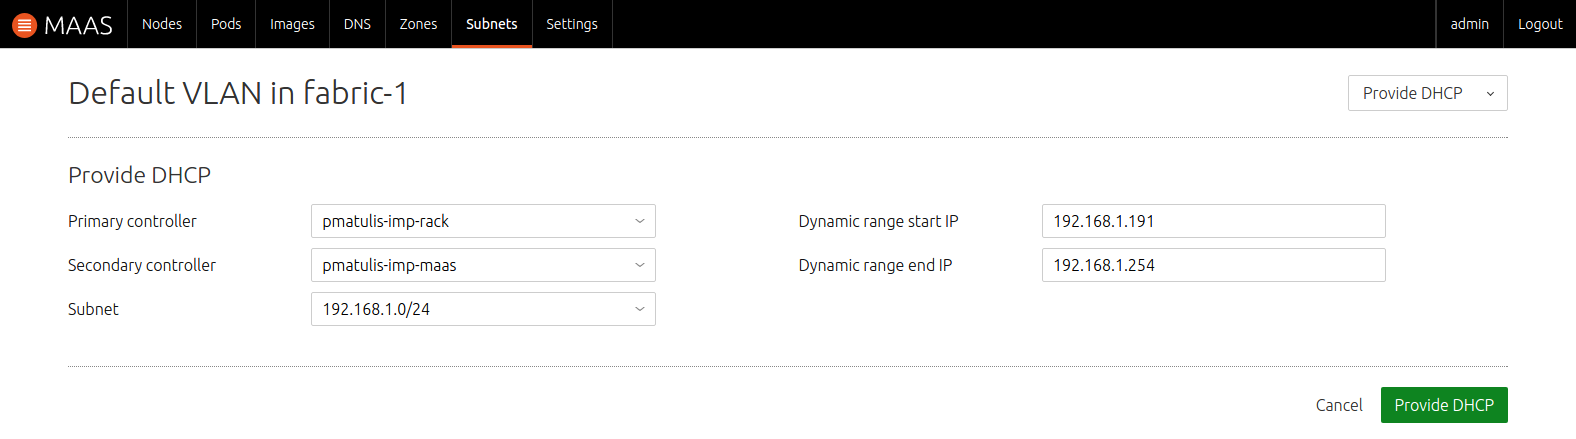 MAAS Nodes Pods Images DNS Zones Subnets Settings admin Logout
Default VLAN in fabric-1 Provide DHCP
Provide DHCP
Primary controller pmatulis-imp-rack Dynamic range start IP 192.168.1.191
Secondary controller pmatulis-imp-maas Dynamic range end IP 192.168.1.254
Subnet 192.168.1.0/24
Cancel Provide DHCP